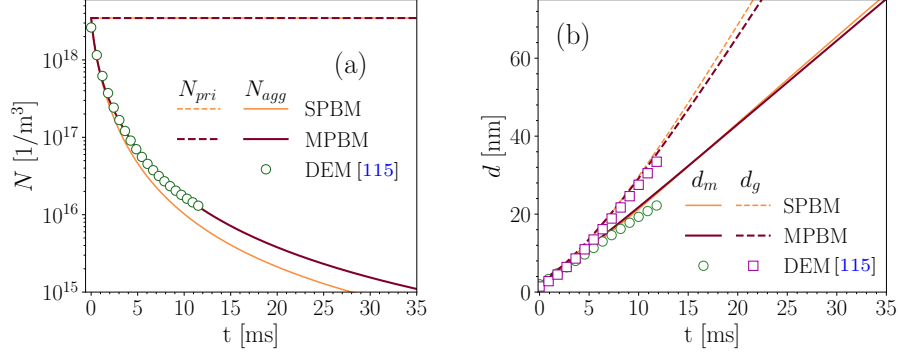 (a)
N_pri N_agg
SPBM
MPBM
DEM [115]
N [1/m³]
10¹⁸
10¹⁷
10¹⁶
10¹⁵
0 5 10 15 20 25 30 35
t [ms]
(b)
d_m d_g
SPBM
MPBM
DEM [115]
d [nm]
60
40
20
0
0 5 10 15 20 25 30 35
t [ms]